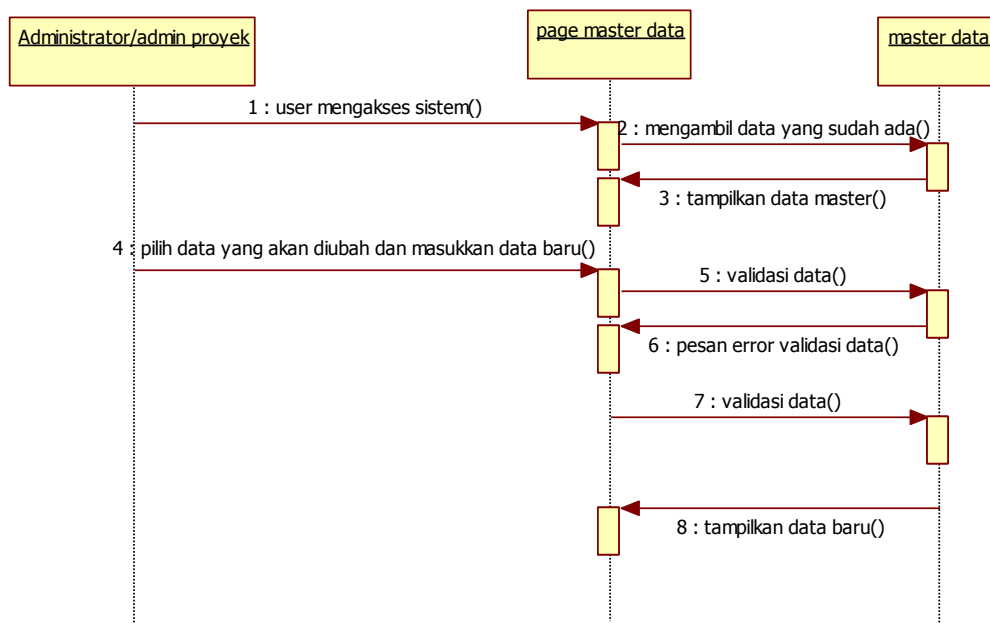 Administrator/admin proyek
page master data
master data
1 : user mengakses sistem()
2 : mengambil data yang sudah ada()
3 : tampilkan data master()
4 : pilih data yang akan diubah dan masukkan data baru()
5 : validasi data()
6 : pesan error validasi data()
7 : validasi data()
8 : tampilkan data baru()